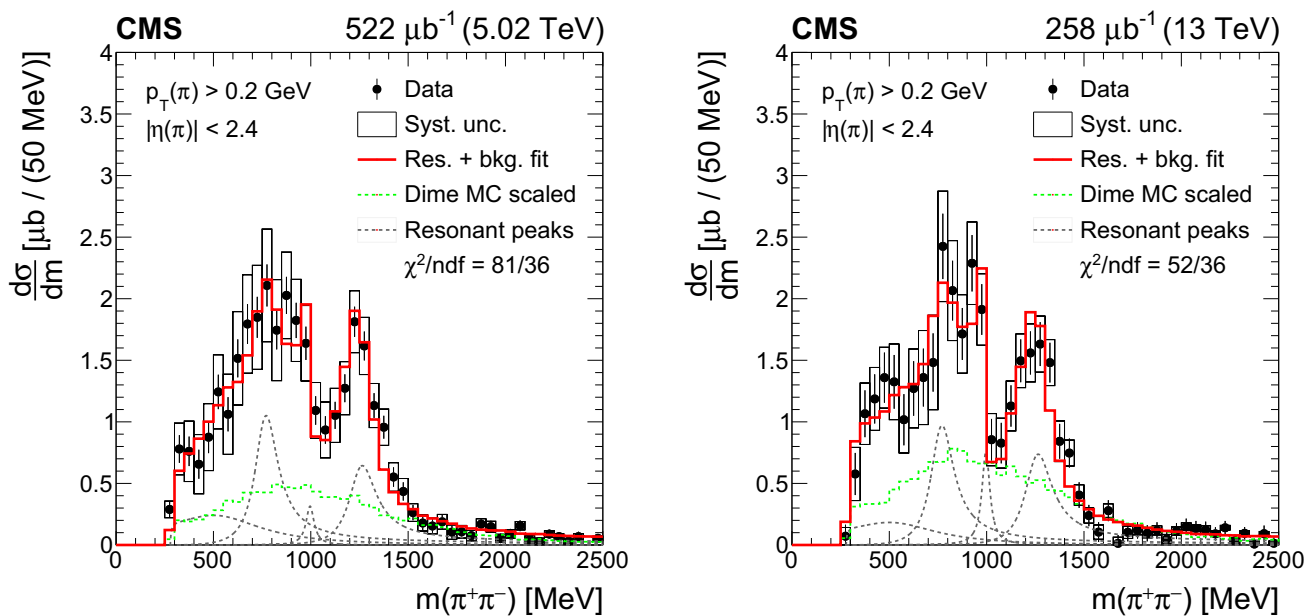 CMS 522 μb⁻¹ (5.02 TeV)
dσ/dm [μb / (50 MeV)]
4
3.5
3
2.5
2
1.5
1
0.5
0
p_T(π) > 0.2 GeV
|η(π)| < 2.4
Data
Syst. unc.
Res. + bkg. fit
Dime MC scaled
Resonant peaks
χ²/ndf = 81/36
0 500 1000 1500 2000 2500
m(π⁺π⁻) [MeV]
CMS 258 μb⁻¹ (13 TeV)
dσ/dm [μb / (50 MeV)]
4
3.5
3
2.5
2
1.5
1
0.5
0
p_T(π) > 0.2 GeV
|η(π)| < 2.4
Data
Syst. unc.
Res. + bkg. fit
Dime MC scaled
Resonant peaks
χ²/ndf = 52/36
0 500 1000 1500 2000 2500
m(π⁺π⁻) [MeV]